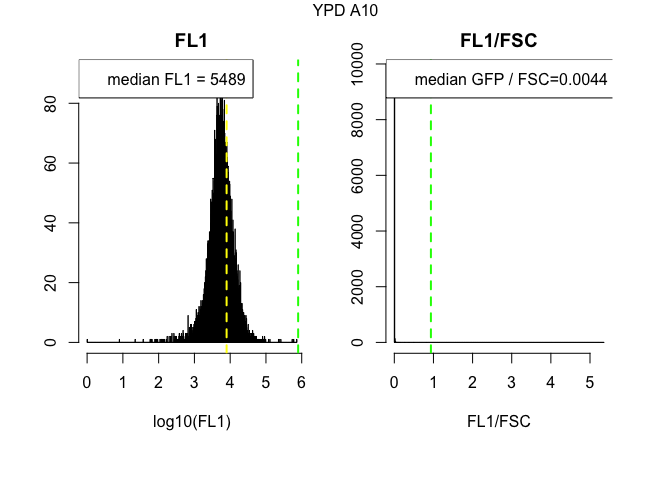 YPD A10
FL1
median FL1 = 5489
0
20
40
60
80
0 1 2 3 4 5 6
log10(FL1)
FL1/FSC
median GFP / FSC=0.0044
0
2000
4000
6000
8000
10000
0 1 2 3 4 5
FL1/FSC